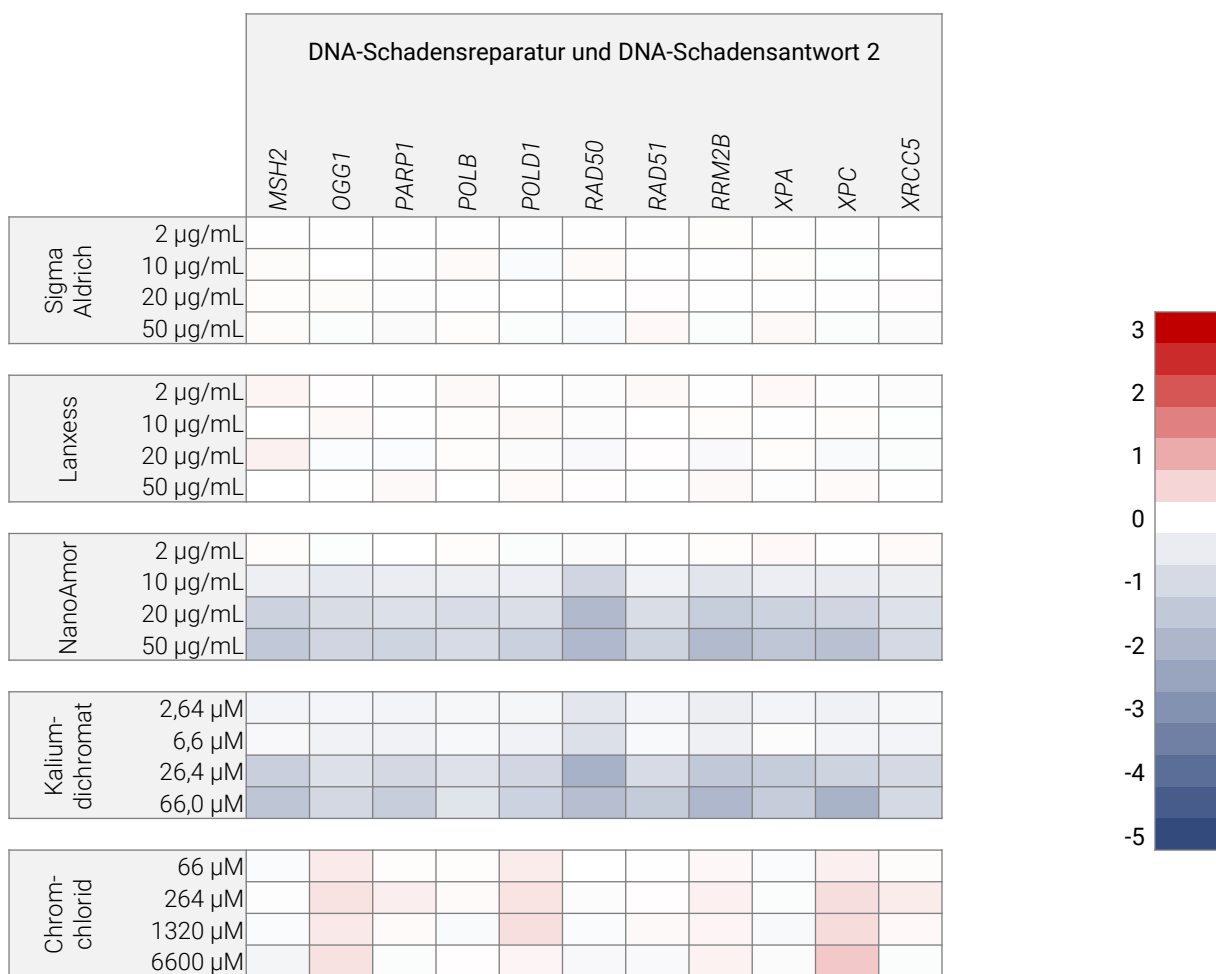 DNA-Schadensreparatur und DNA-Schadensantwort 2
MSH2
OGG1
PARP1
POLB
POLD1
RAD50
RAD51
RRM2B
XPA
XPC
XRCC5
Sigma
Aldrich
2 µg/mL
10 µg/mL
20 µg/mL
50 µg/mL
Lanxess
2 µg/mL
10 µg/mL
20 µg/mL
50 µg/mL
NanoAmor
2 µg/mL
10 µg/mL
20 µg/mL
50 µg/mL
Kalium-
dichromat
2,64 µM
6,6 µM
26,4 µM
66,0 µM
Chrom-
chlorid
66 µM
264 µM
1320 µM
6600 µM
3
2
1
0
-1
-2
-3
-4
-5